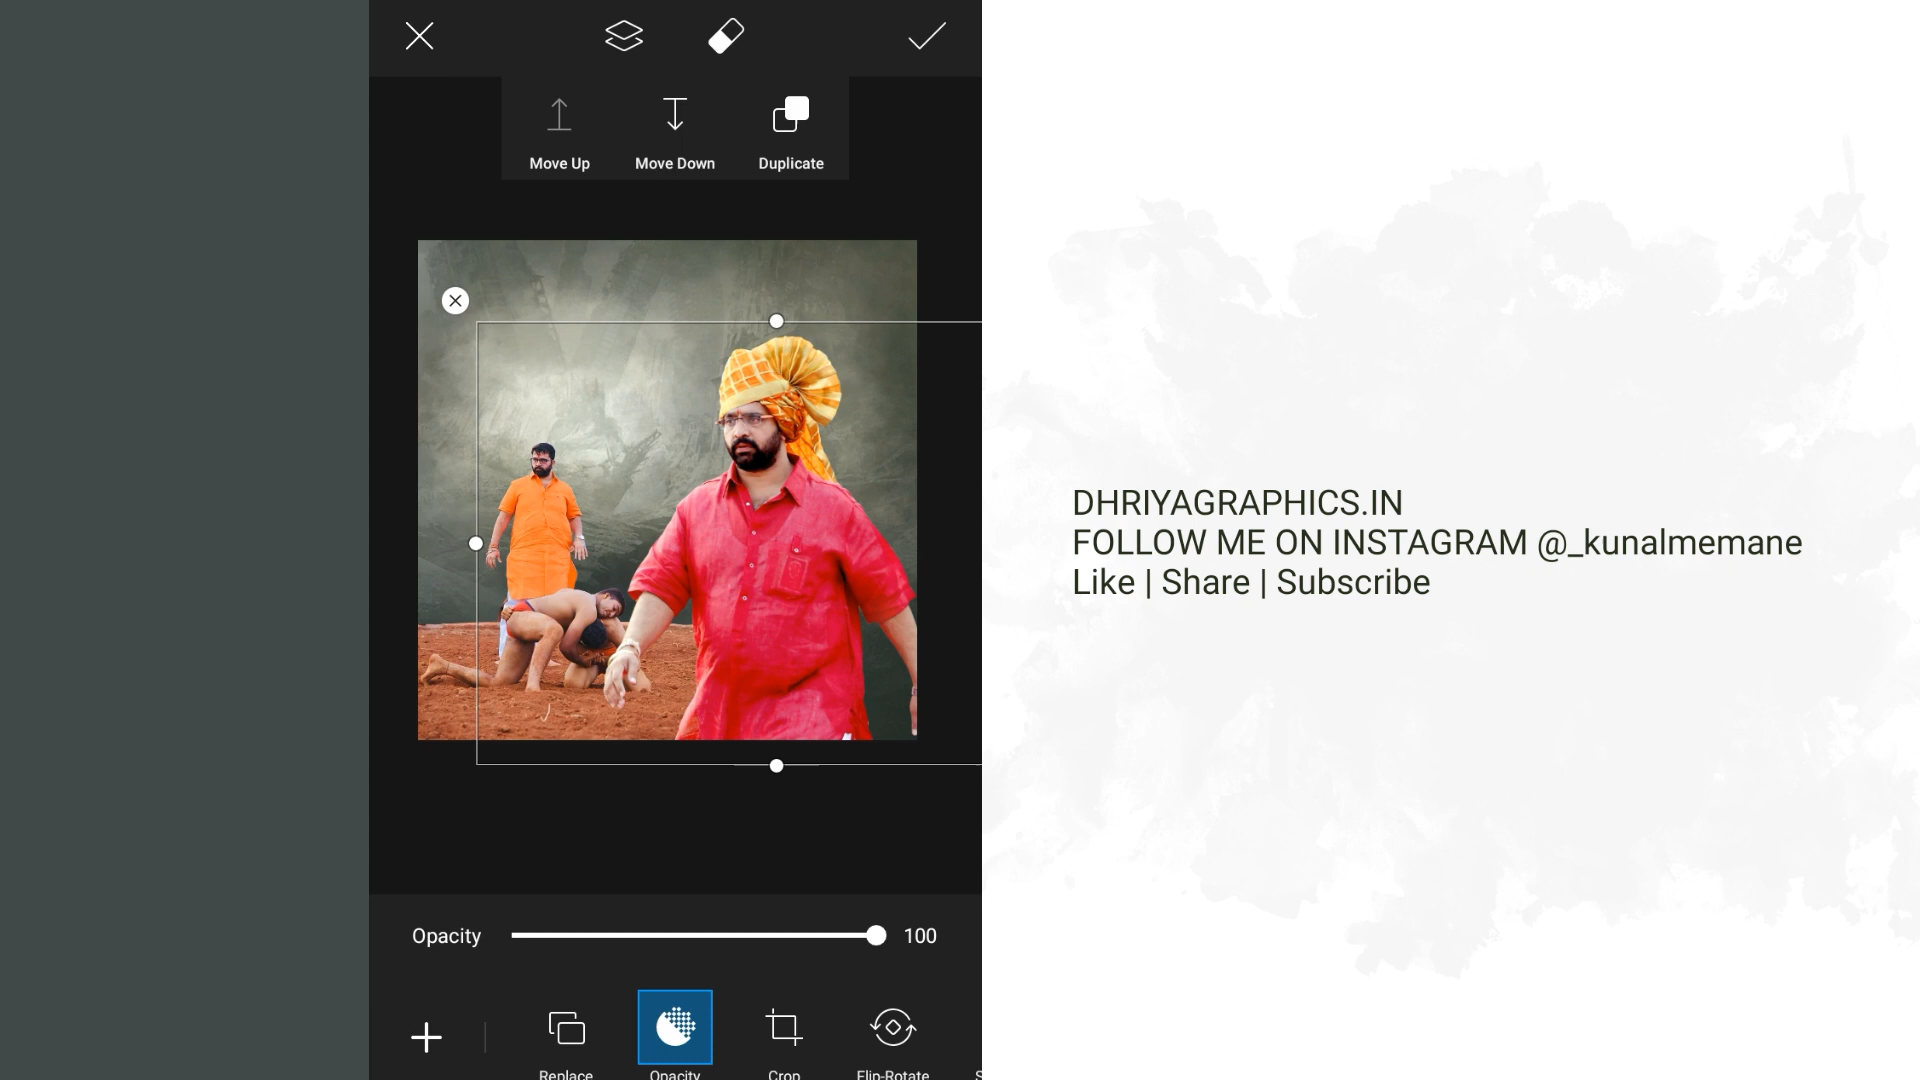 Move Up
Move Down
Duplicate
DHRIYAGRAPHICS.IN
FOLLOW ME ON INSTAGRAM @_kunalmemane
Like | Share | Subscribe
Opacity
100
Replace
Opacity
Crop
Flip-Rotate